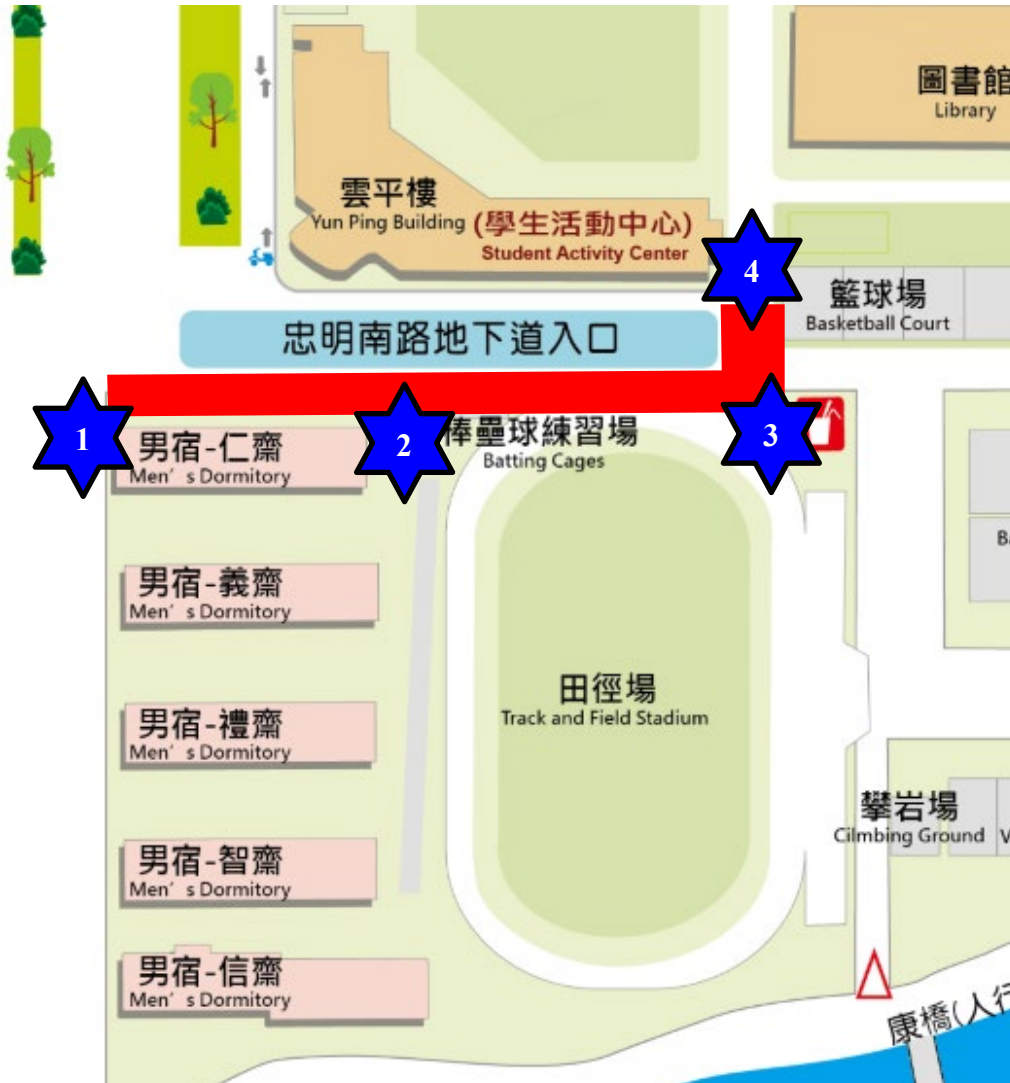 圖書館
Library
雲平樓
Yun Ping Building
(學生活動中心)
Student Activity Center
4
籃球場
Basketball Court
忠明南路地下道入口
1
2
3
男宿-仁齋
Men’s Dormitory
棒壘球練習場
Batting Cages
男宿-義齋
Men’s Dormitory
田徑場
Track and Field Stadium
男宿-禮齋
Men’s Dormitory
攀岩場
Cilmbing Ground
男宿-智齋
Men’s Dormitory
男宿-信齋
Men’s Dormitory
康橋(人行